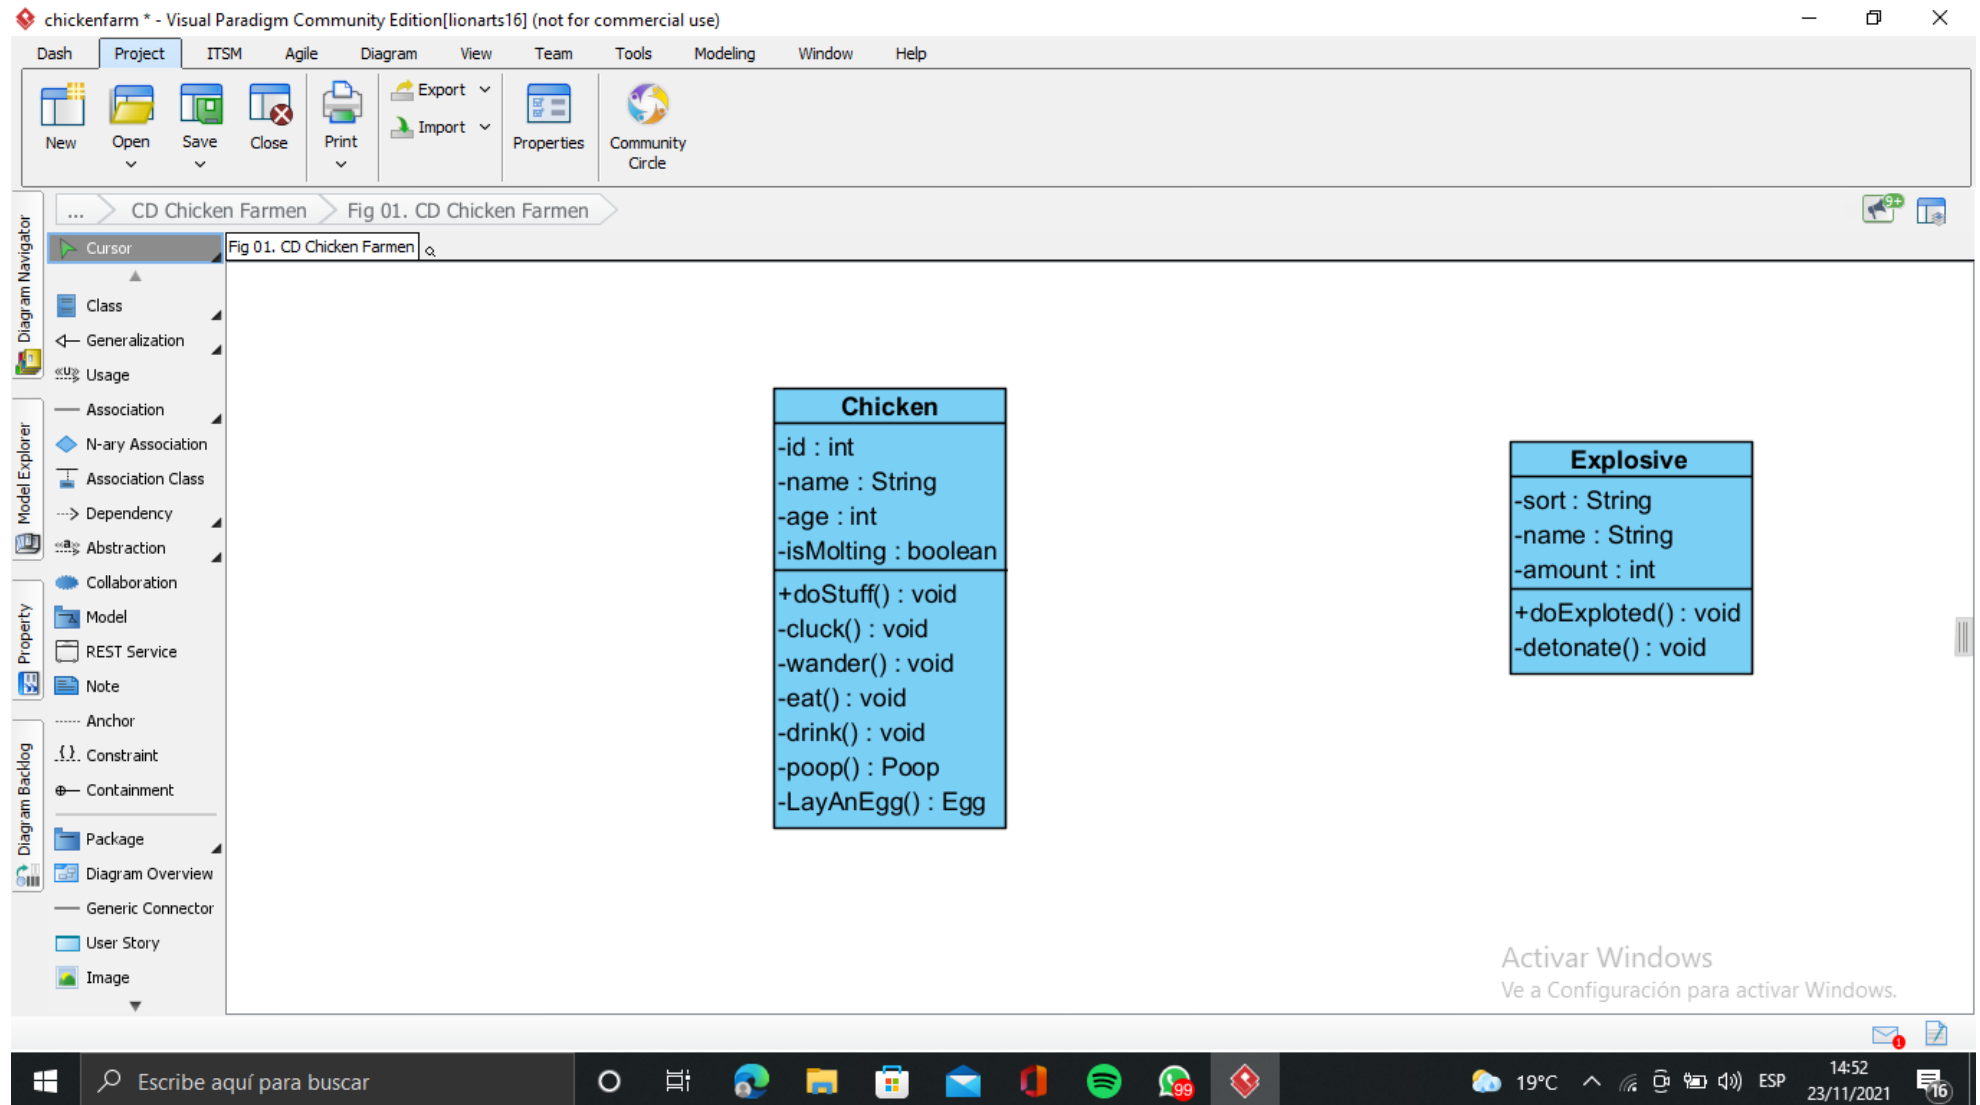 chickenfarm * - Visual Paradigm Community Edition[lionarts16] (not for commercial use)
Dash Project ITSM Agile Diagram View Team Tools Modeling Window Help
New Open Save Close Print Export Import Properties Community Circle
... CD Chicken Farmen Fig 01. CD Chicken Farmen
9+
Diagram Navigator
Model Explorer
Property
Diagram Backlog
Cursor
Fig 01. CD Chicken Farmen
Class
Generalization
«U» Usage
Association
N-ary Association
Association Class
Dependency
«a» Abstraction
Collaboration
Model
REST Service
Note
Anchor
{} Constraint
Containment
Package
Diagram Overview
Generic Connector
User Story
Image
Chicken
-id : int
-name : String
-age : int
-isMolting : boolean
+doStuff() : void
-cluck() : void
-wander() : void
-eat() : void
-drink() : void
-poop() : Poop
-LayAnEgg() : Egg
Explosive
-sort : String
-name : String
-amount : int
+doExploted() : void
-detonate() : void
Activar Windows
Ve a Configuración para activar Windows.
1
Escribe aquí para buscar
99
19°C
ESP
14:52
23/11/2021
16